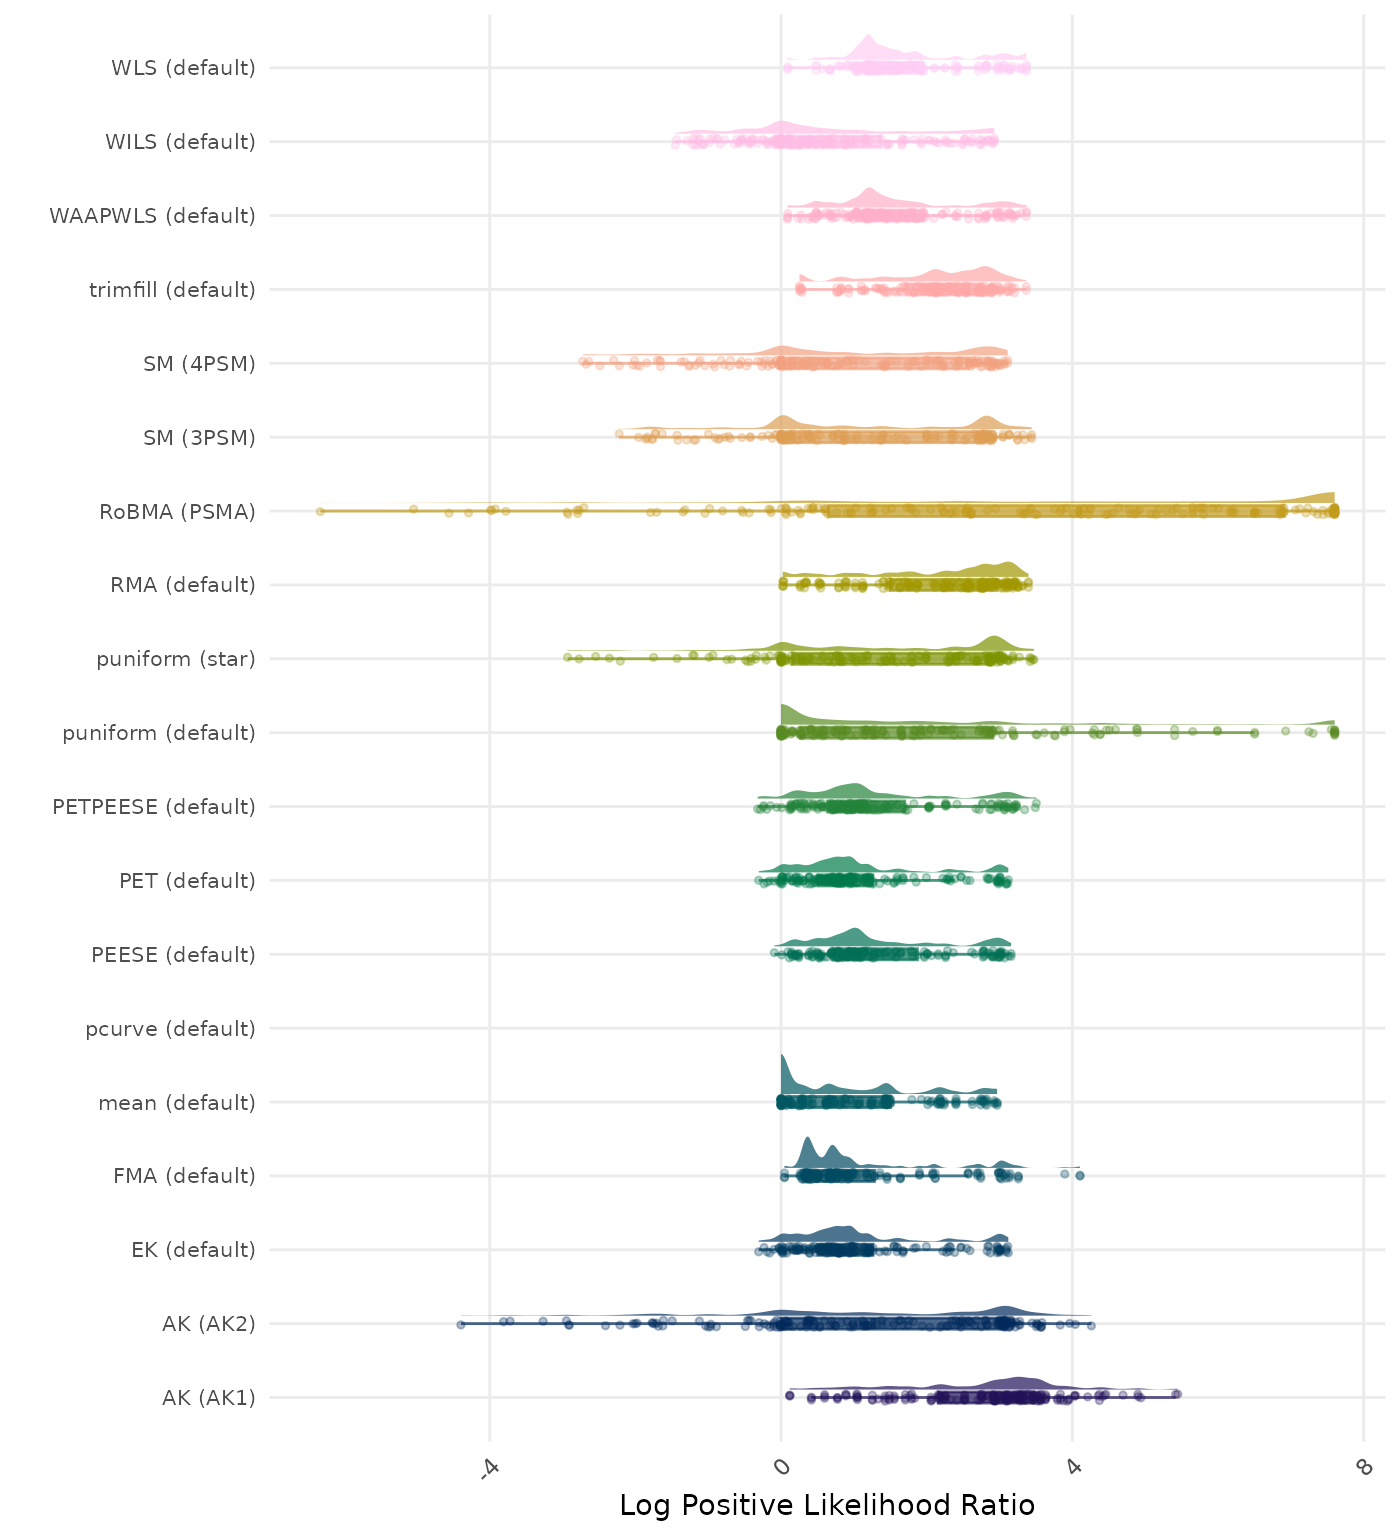 WLS (default)
WILS (default)
WAAPWLS (default)
trimfill (default)
SM (4PSM)
SM (3PSM)
RoBMA (PSMA)
RMA (default)
puniform (star)
puniform (default)
PETPEESE (default)
PET (default)
PEESE (default)
pcurve (default)
mean (default)
FMA (default)
EK (default)
AK (AK2)
AK (AK1)
-4 0 4 8
Log Positive Likelihood Ratio